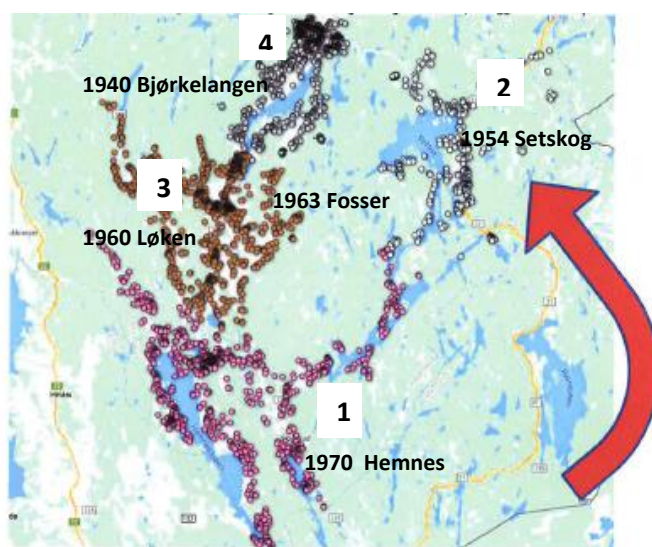 4
1940 Bjørkelangen
2
1954 Setskog
3
1963 Fosser
1960 Løken
1
1970 Hemnes